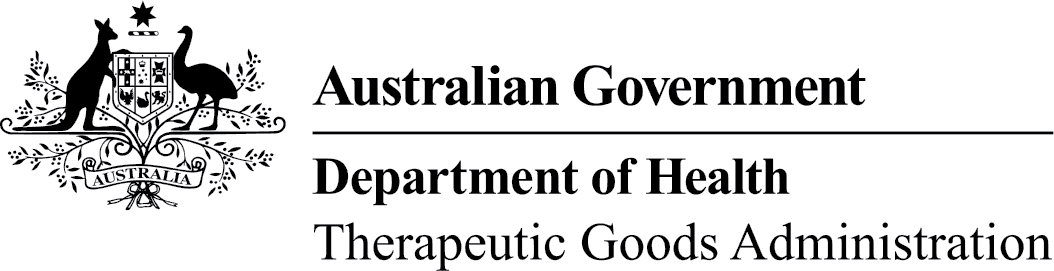 AUSTRALIA
Australian Government
Department of Health
Therapeutic Goods Administration